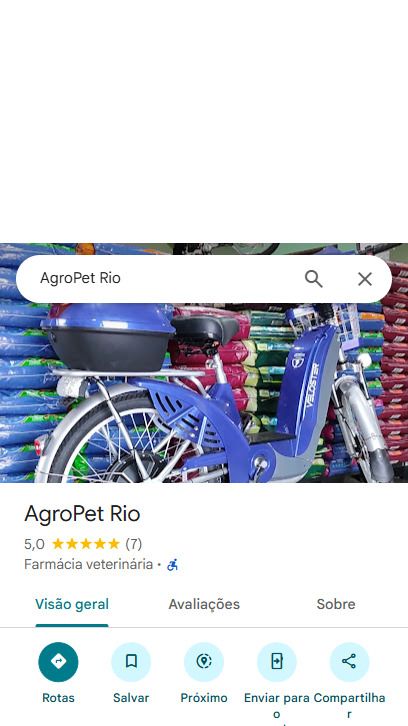 AgroPet Rio
VELOSTER
AgroPet Rio
5,0 (7)
Farmácia veterinária ·
Visão geral Avaliações Sobre
Rotas Salvar Próximo Enviar para Compartilha
o r